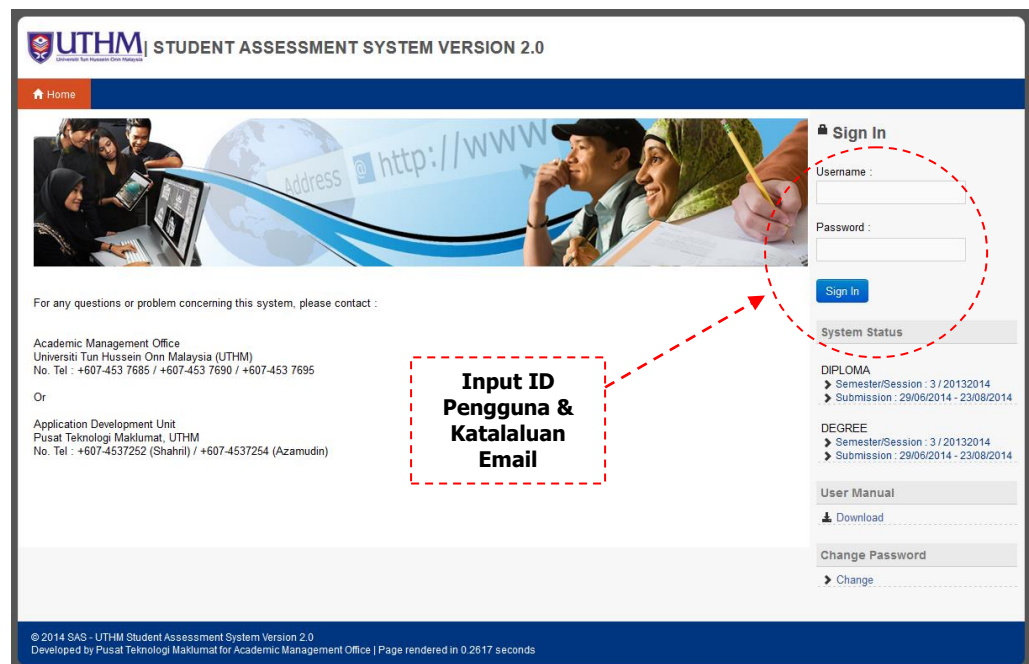 UTHM
Universiti Tun Hussein Onn Malaysia
| STUDENT ASSESSMENT SYSTEM VERSION 2.0
Home
Address
http://www
Sign In
Username :
Password :
Sign In
For any questions or problem concerning this system, please contact :
Academic Management Office
Universiti Tun Hussein Onn Malaysia (UTHM)
No. Tel : +607-453 7685 / +607-453 7690 / +607-453 7695
Or
Application Development Unit
Pusat Teknologi Maklumat, UTHM
No. Tel : +607-4537252 (Shahril) / +607-4537254 (Azamudin)
Input ID
Pengguna &
Katalaluan
Email
System Status
DIPLOMA
Semester/Session : 3 / 20132014
Submission : 29/06/2014 - 23/08/2014
DEGREE
Semester/Session : 3 / 20132014
Submission : 29/06/2014 - 23/08/2014
User Manual
Download
Change Password
Change
© 2014 SAS - UTHM Student Assessment System Version 2.0
Developed by Pusat Teknologi Maklumat for Academic Management Office | Page rendered in 0.2617 seconds